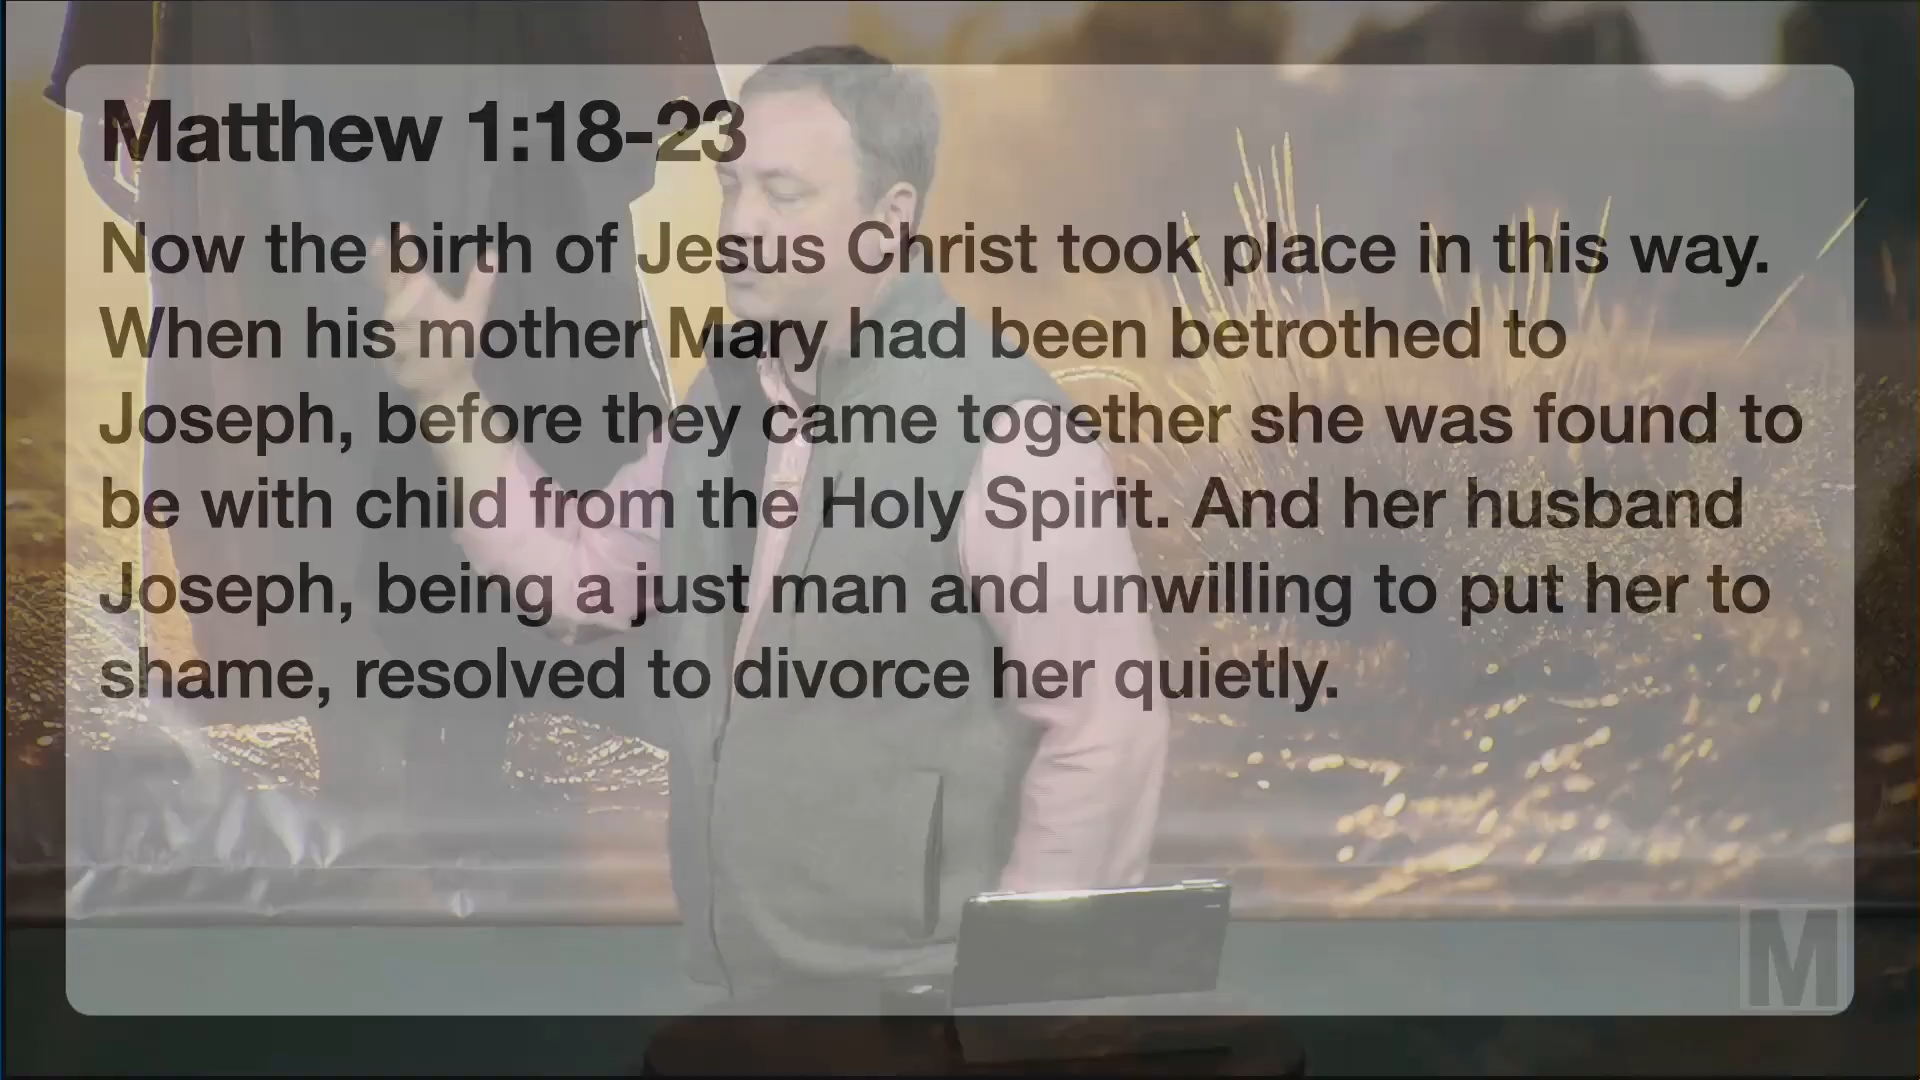 Matthew 1:18-23
Now the birth of Jesus Christ took place in this way.
When his mother Mary had been betrothed to
Joseph, before they came together she was found to
be with child from the Holy Spirit. And her husband
Joseph, being a just man and unwilling to put her to
shame, resolved to divorce her quietly.
M